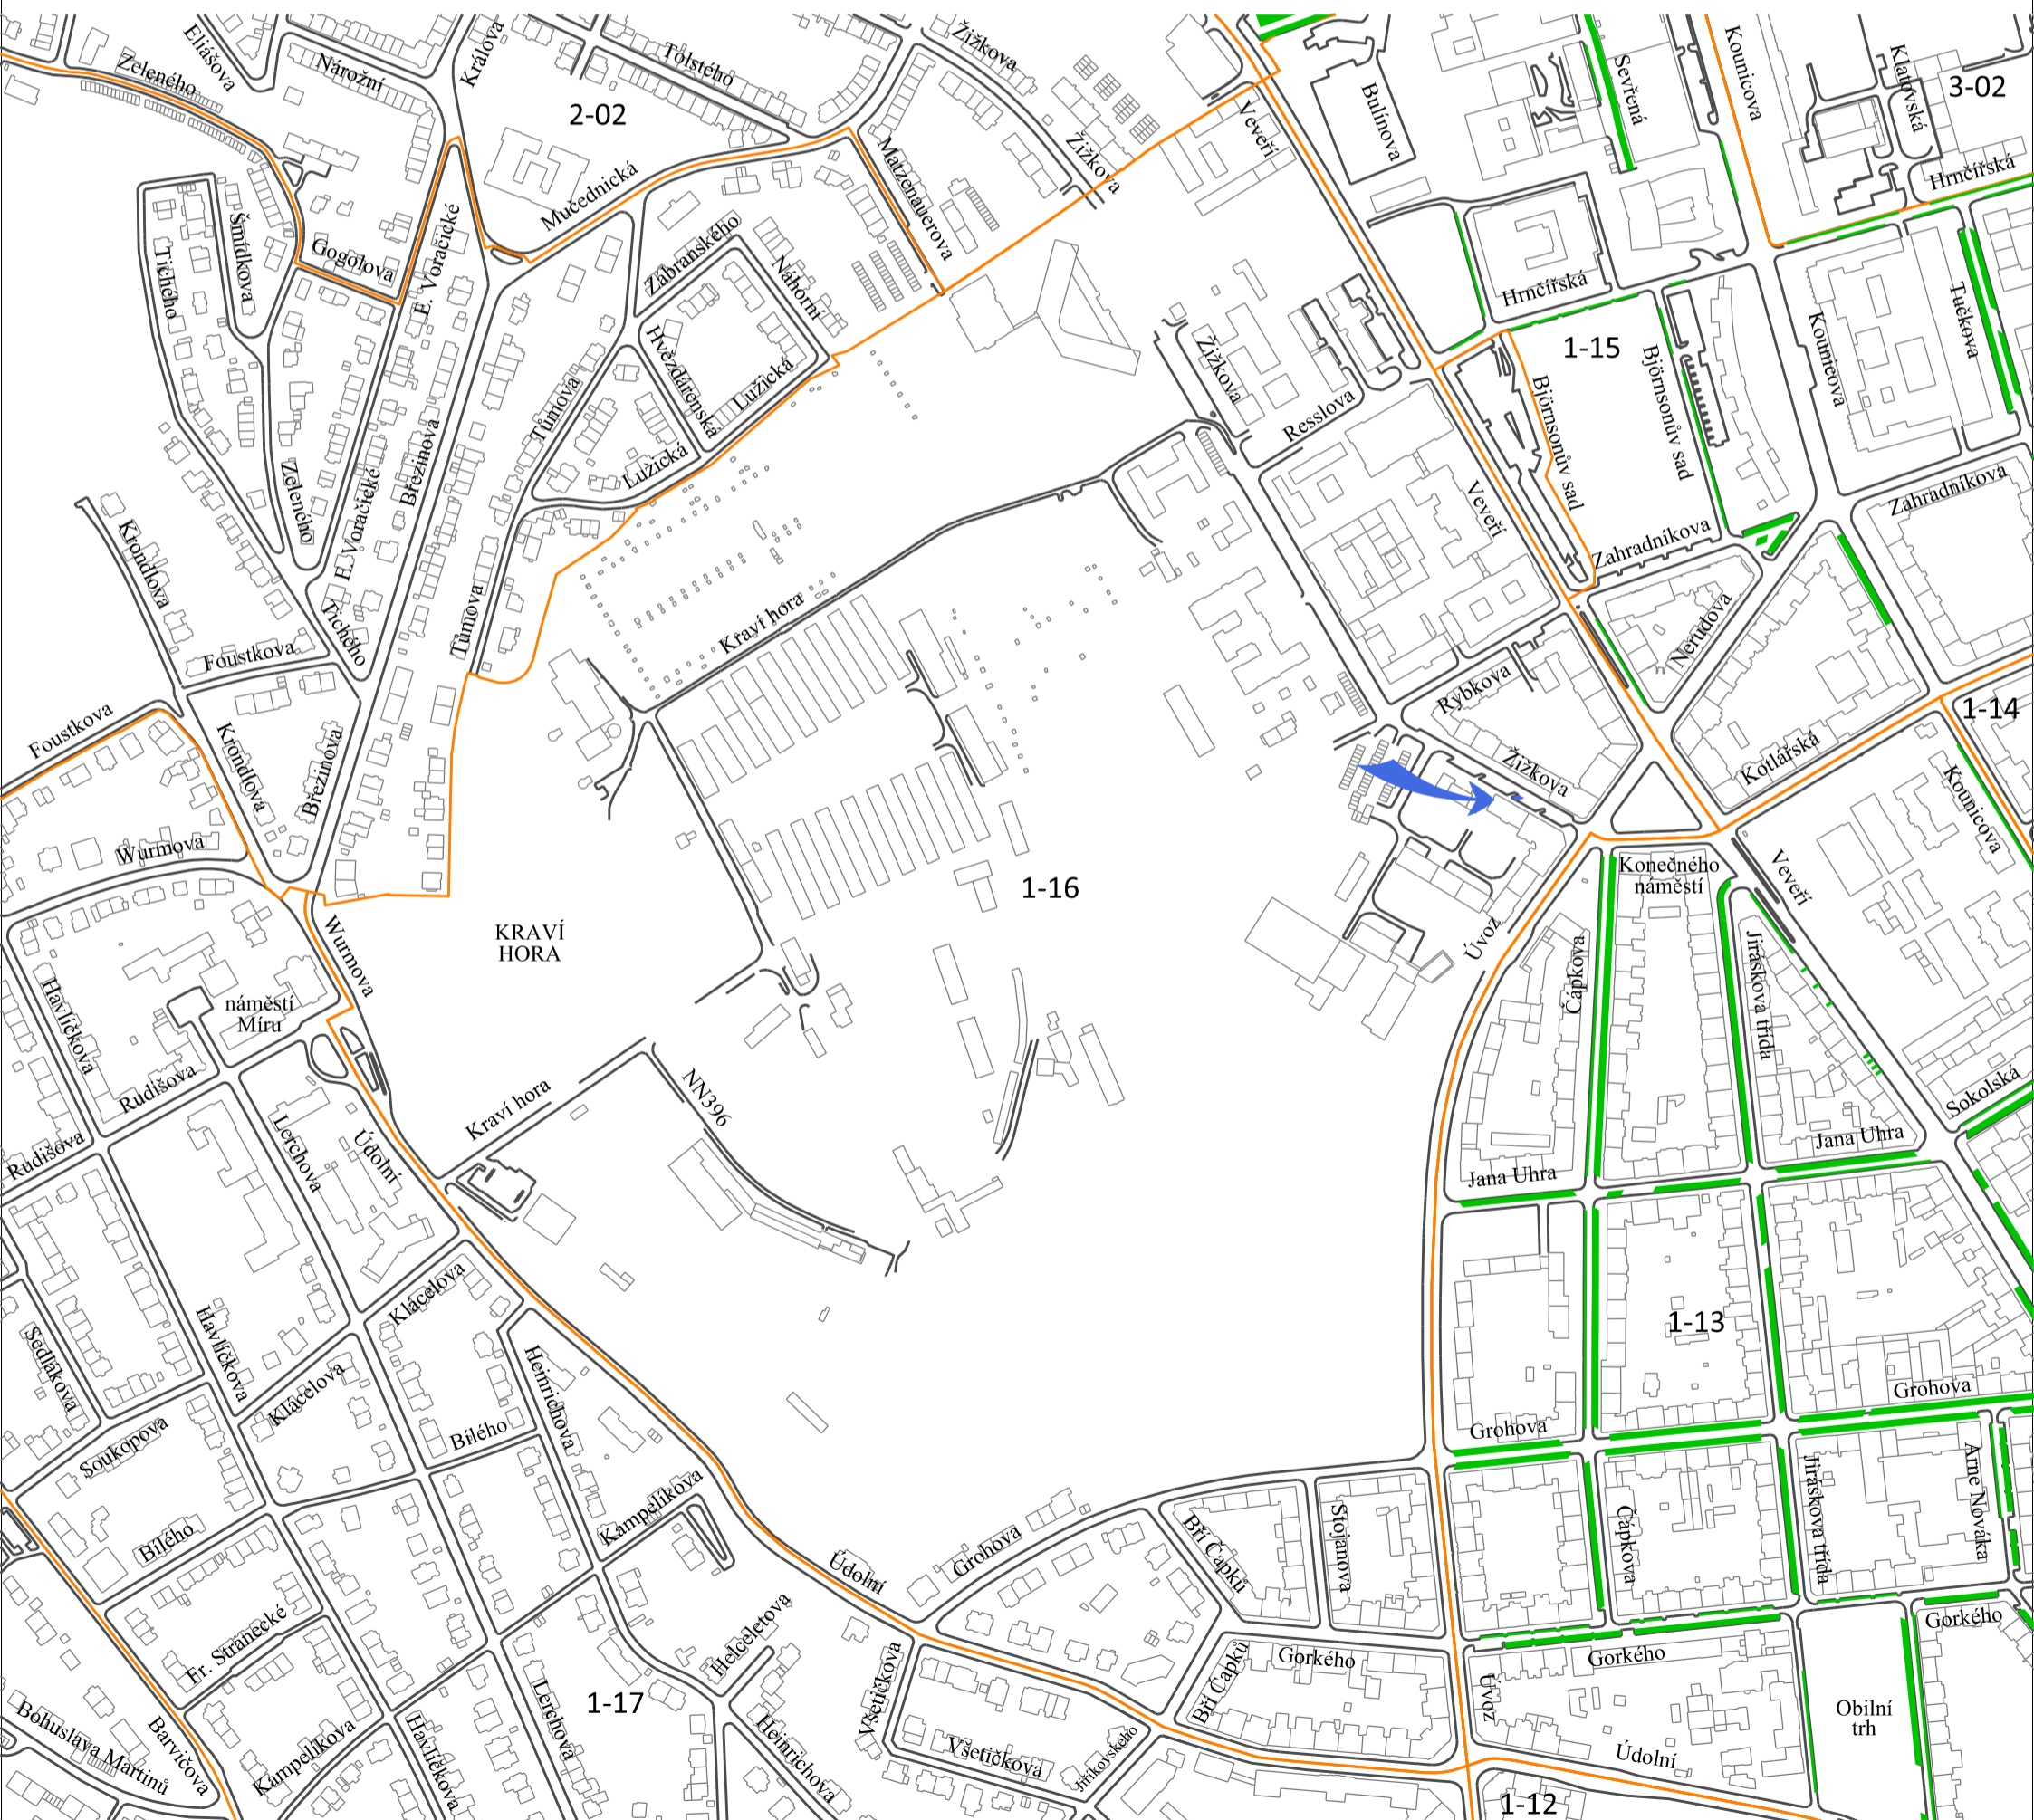 Eliášova
Králova
Zeleného
Nárožní
Tolstého
Žižkova
2-02
Veveří
Bulínova
Sevřená
Kounicova
Klatovská
3-02
Hrnčířská
Mučednická
Matzenauerova
Žižkova
Tichého
Šmídkova
Gogolova
E. Voračické
Zábranského
Náhorní
Hrnčířská
Tučkova
1-15
Hvězdárenská
Lužická
Žižkova
Björnsonův sad
Björnsonův sad
Kounicova
Tůmova
Resslova
Lužická
Březinova
Zeleného
E. Voračické
Veveří
Zahradníkova
Zahradníkova
Krondlova
Tichého
Tůmova
Kraví hora
Nerudova
Foustkova
Rybkova
1-14
Foustkova
Krondlova
Březinova
Žižkova
Kotlářská
Kounicova
Wurmova
1-16
Konečného
náměstí
Veveří
KRAVÍ
HORA
Wurmova
Úvoz
Čápkova
Jiráskova třída
Havlíčkova
náměstí
Míru
Rudišova
Kraví hora
NN396
Sokolská
Rudišova
Lerchova
Údolní
Jana Uhra
Jana Uhra
Klácelova
1-13
Sedlákova
Havlíčkova
Heinrichova
Klácelova
Grohova
Soukopova
Bílého
Grohova
Bílého
Kampelíkova
Grohova
Bří Čapků
Stojanova
Čápkova
Jiráskova třída
Arne Nováka
Údolní
Fr. Stránecké
Helceletova
Všetičkova
Bří Čapků
Gorkého
Gorkého
Gorkého
Bohuslava Martinů
Barvičova
Kampelíkova
Havlíčkova
Lerchova
1-17
Heinrichova
Všetičkova
Jiříkovského
Úvoz
Údolní
Obilní
trh
1-12